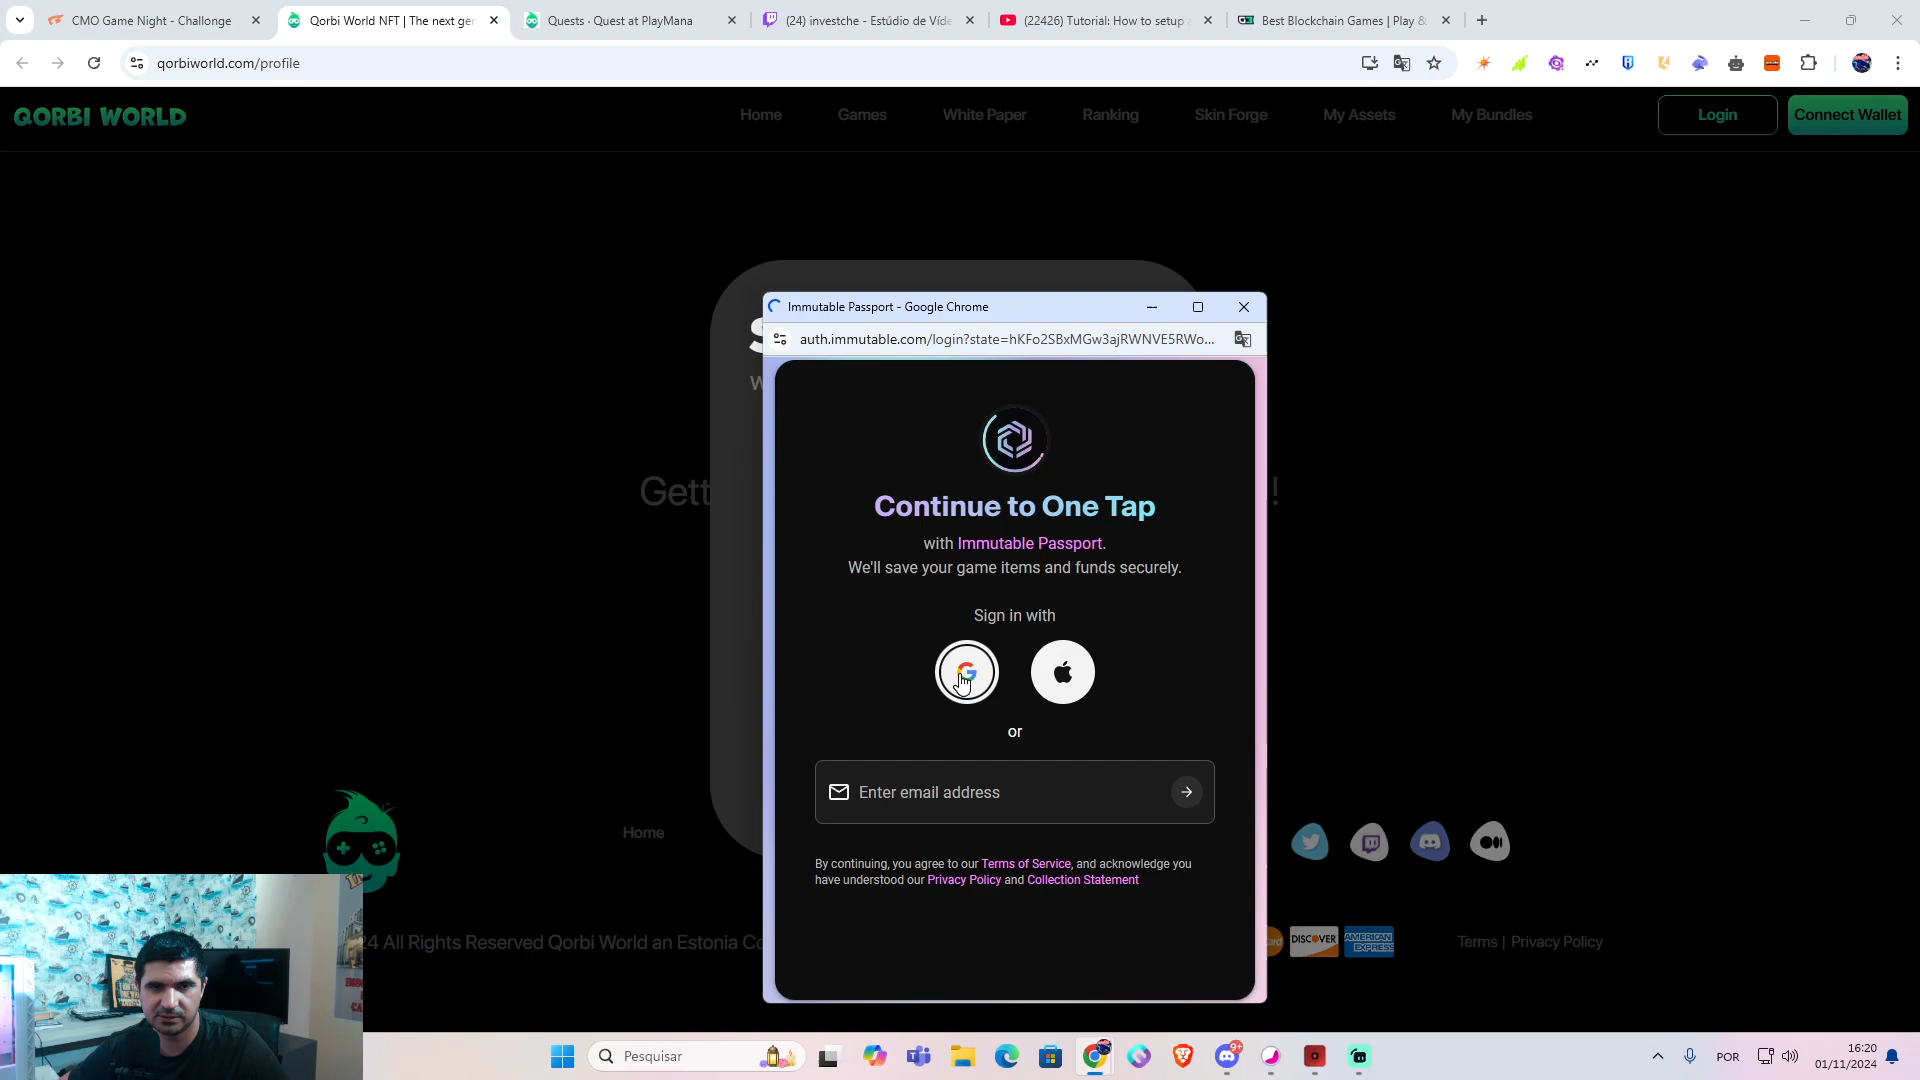 CMO Game Night - Challonge
Qorbi World NFT | The next ger
Quests · Quest at PlayMana
(24) investche - Estúdio de Víde
(22426) Tutorial: How to setup a
Best Blockchain Games | Play &
qorbiworld.com/profile
QORBI WORLD
Home
Games
White Paper
Ranking
Skin Forge
My Assets
My Bundles
Login
Connect Wallet
Immutable Passport - Google Chrome
auth.immutable.com/login?state=hKFo2SBxMGw3ajRWNVE5RWo...
Continue to One Tap
with Immutable Passport.
We'll save your game items and funds securely.
Sign in with
or
Enter email address
By continuing, you agree to our Terms of Service, and acknowledge you
have understood our Privacy Policy and Collection Statement
Gett
!
Home
24 All Rights Reserved Qorbi World an Estonia Co
DISCOVER
AMERICAN EXPRESS
Terms | Privacy Policy
Pesquisar
9+
POR
16:20
01/11/2024